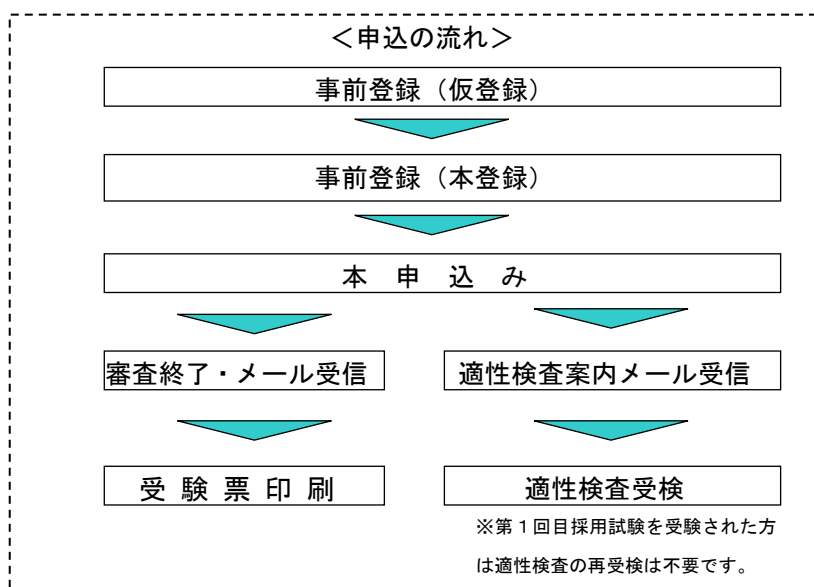 ＜申込の流れ＞
事前登録（仮登録）
事前登録（本登録）
本 申 込 み
審査終了・メール受信
適性検査案内メール受信
受 験 票 印 刷
適性検査受検
※第１回目採用試験を受験された方
は適性検査の再受検は不要です。